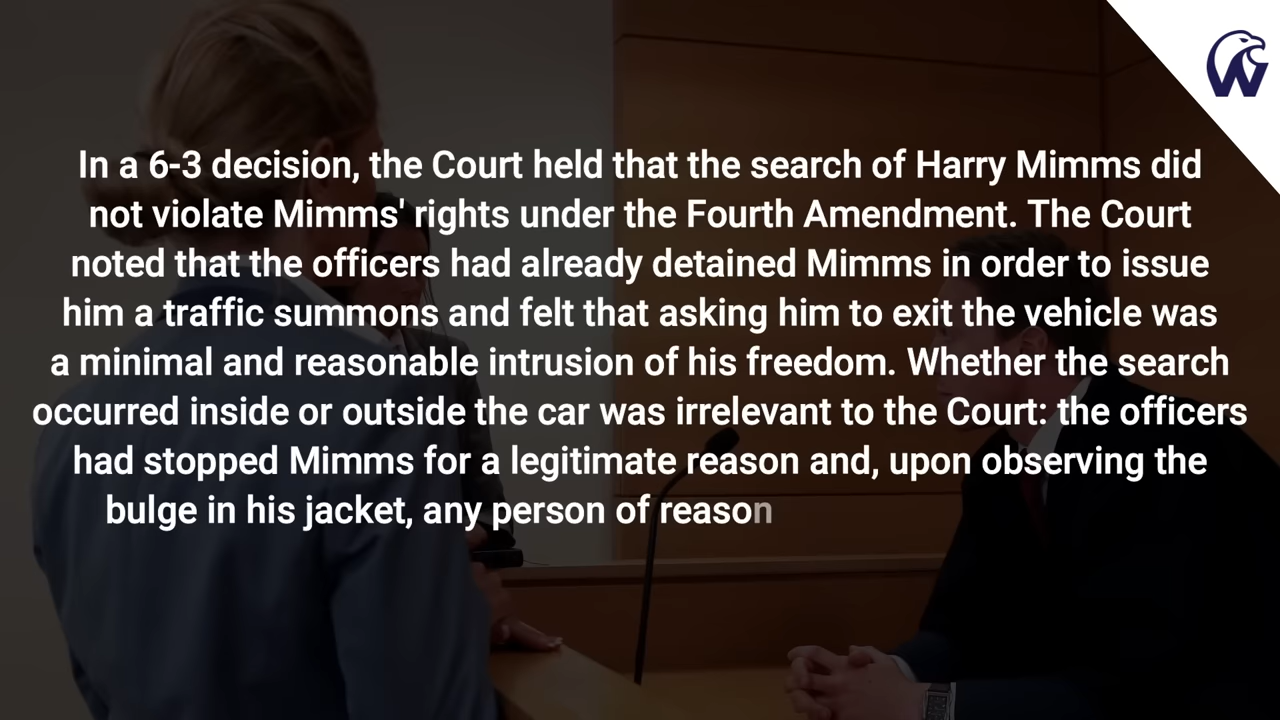 In a 6-3 decision, the Court held that the search of Harry Mimms did
not violate Mimms' rights under the Fourth Amendment. The Court
noted that the officers had already detained Mimms in order to issue
him a traffic summons and felt that asking him to exit the vehicle was
a minimal and reasonable intrusion of his freedom. Whether the search
occurred inside or outside the car was irrelevant to the Court: the officers
had stopped Mimms for a legitimate reason and, upon observing the
bulge in his jacket, any person of reason